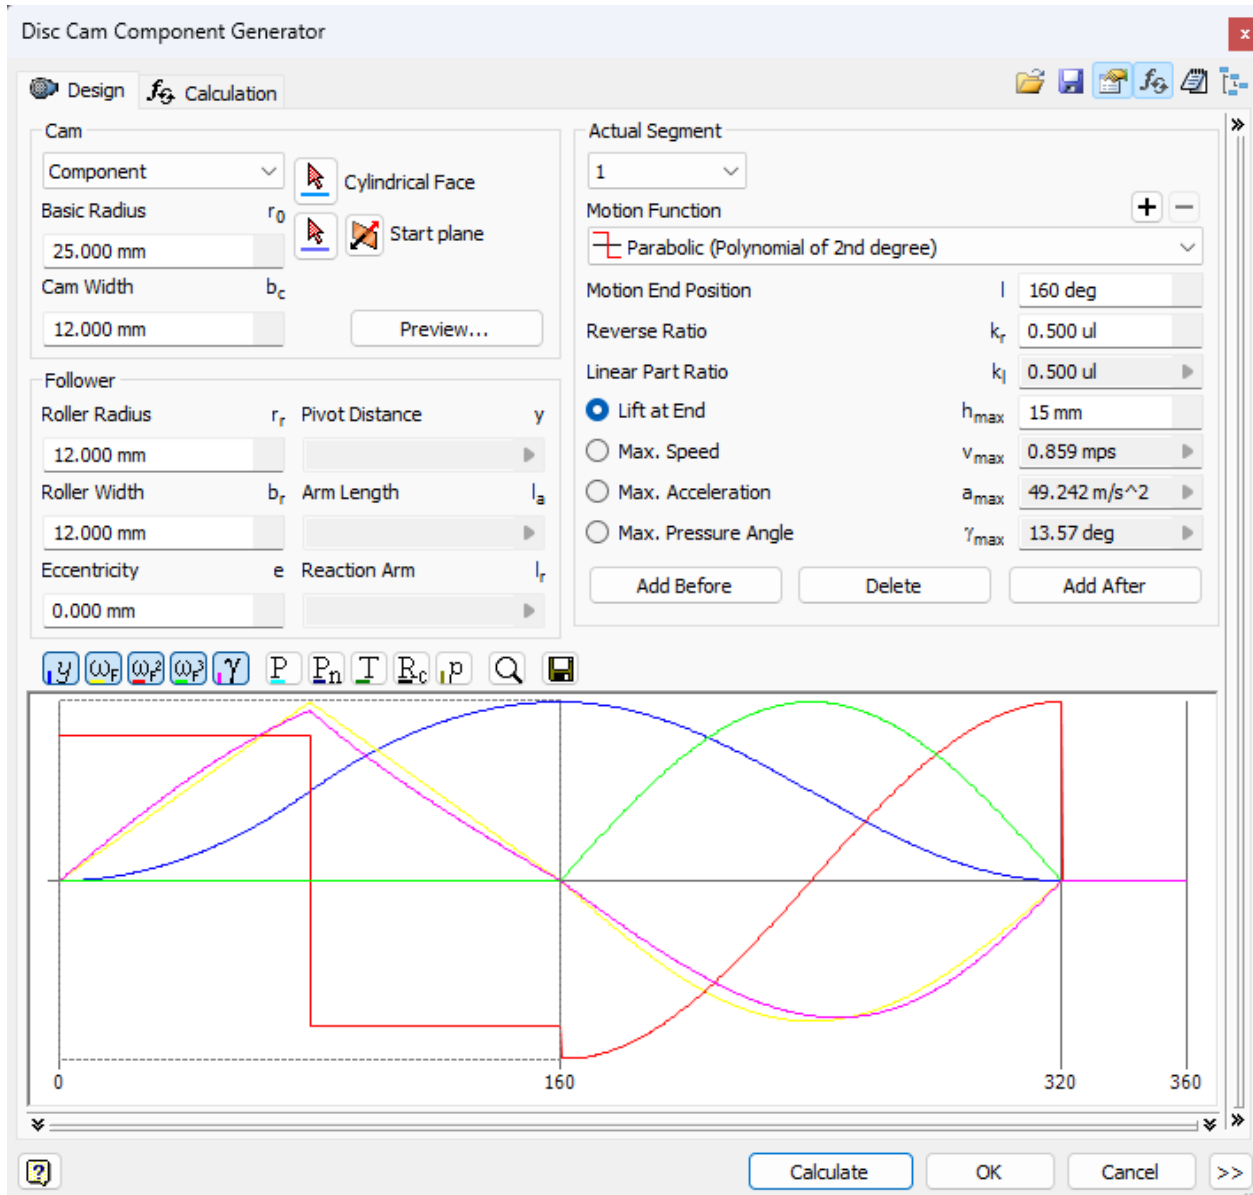 Disc Cam Component Generator
x
Design
fG Calculation
Cam
Component
Cylindrical Face
Basic Radius r0
Start plane
25.000 mm
Cam Width bc
12.000 mm
Preview...
Follower
Roller Radius rr Pivot Distance y
12.000 mm
Roller Width br Arm Length la
12.000 mm
Eccentricity e Reaction Arm lr
0.000 mm
Actual Segment
1
Motion Function
+ −
Parabolic (Polynomial of 2nd degree)
Motion End Position l 160 deg
Reverse Ratio kr 0.500 ul
Linear Part Ratio kl 0.500 ul
Lift at End hmax 15 mm
Max. Speed vmax 0.859 mps
Max. Acceleration amax 49.242 m/s^2
Max. Pressure Angle γmax 13.57 deg
Add Before Delete Add After
y ωF ωF² ωF³ γ P Pn T Rc p
0 160 320 360
? Calculate OK Cancel >>